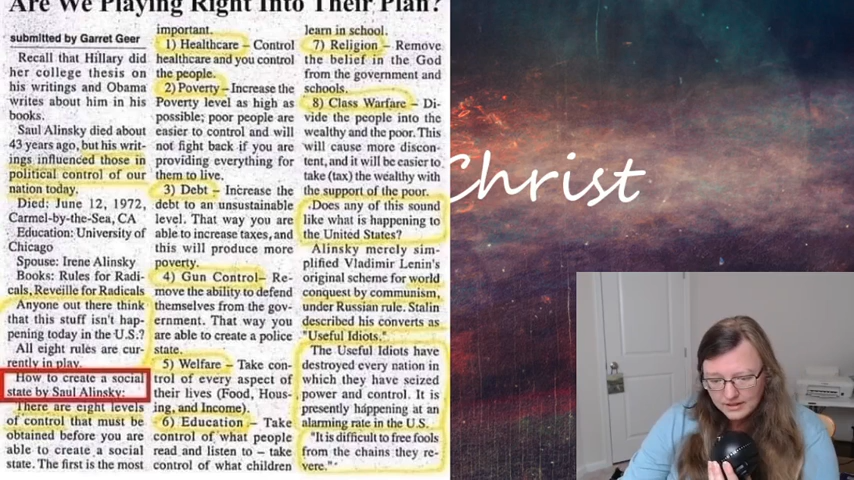 Are We Playing Right Into Their Plan?
submitted by Garret Geer
Recall that Hillary did
her college thesis on
his writings and Obama
writes about him in his
books.
Saul Alinsky died about
43 years ago, but his writ-
ings influenced those in
political control of our
nation today.
Died: June 12, 1972,
Carmel-by-the-Sea, CA
Education: University of
Chicago
Spouse: Irene Alinsky
Books: Rules for Radi-
cals, Reveille for Radicals
Anyone out there think
that this stuff isn't hap-
pening today in the U.S.?
All eight rules are cur-
rently in play.
How to create a social
state by Saul Alinsky:
There are eight levels
of control that must be
obtained before you are
able to create a social
state. The first is the most
important.
1) Healthcare – Control
healthcare and you control
the people.
2) Poverty – Increase the
Poverty level as high as
possible; poor people are
easier to control and will
not fight back if you are
providing everything for
them to live.
3) Debt – Increase the
debt to an unsustainable
level. That way you are
able to increase taxes, and
this will produce more
poverty.
4) Gun Control – Re-
move the ability to defend
themselves from the gov-
ernment. That way you
are able to create a police
state.
5) Welfare – Take con-
trol of every aspect of
their lives (Food, Hous-
ing, and Income).
6) Education – Take
control of what people
read and listen to – take
control of what children
learn in school.
7) Religion – Remove
the belief in the God
from the government and
schools.
8) Class Warfare – Di-
vide the people into the
wealthy and the poor. This
will cause more discon-
tent, and it will be easier to
take (tax) the wealthy with
the support of the poor.
Does any of this sound
like what is happening to
the United States?
Alinsky merely sim-
plified Vladimir Lenin's
original scheme for world
conquest by communism,
under Russian rule. Stalin
described his converts as
"Useful Idiots."
The Useful Idiots have
destroyed every nation in
which they have seized
power and control. It is
presently happening at an
alarming rate in the U.S.
"It is difficult to free fools
from the chains they re-
vere."
Christ